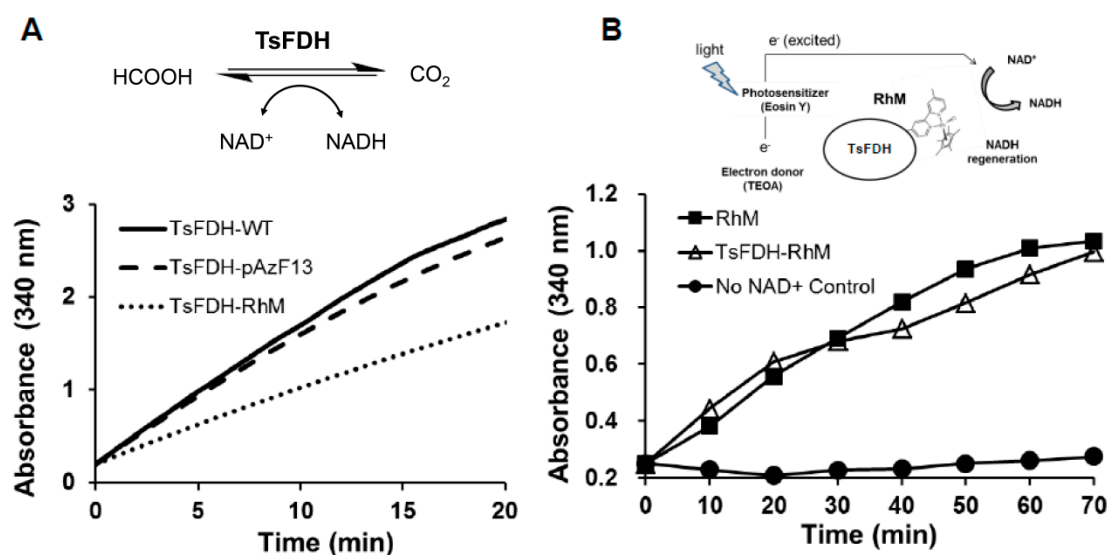 A
TsFDH
HCOOH
CO2
NAD+
NADH
3
2
1
0
Absorbance (340 nm)
TsFDH-WT
TsFDH-pAzF13
TsFDH-RhM
0 5 10 15 20
Time (min)
B
light
e- (excited)
Photosensitizer
(Eosin Y)
RhM
NAD+
NADH
e-
TsFDH
NADH
regeneration
Electron donor
(TEOA)
1.2
1.0
0.8
0.6
0.4
0.2
Absorbance (340 nm)
RhM
TsFDH-RhM
No NAD+ Control
0 10 20 30 40 50 60 70
Time (min)